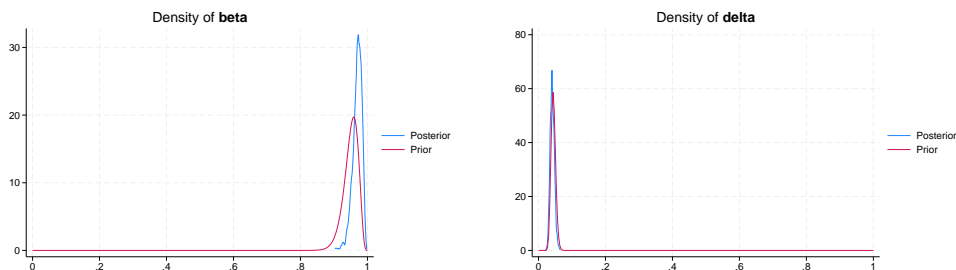 Density of beta
30
20
10
0
0 .2 .4 .6 .8 1
Posterior
Prior
Density of delta
80
60
40
20
0
0 .2 .4 .6 .8 1
Posterior
Prior